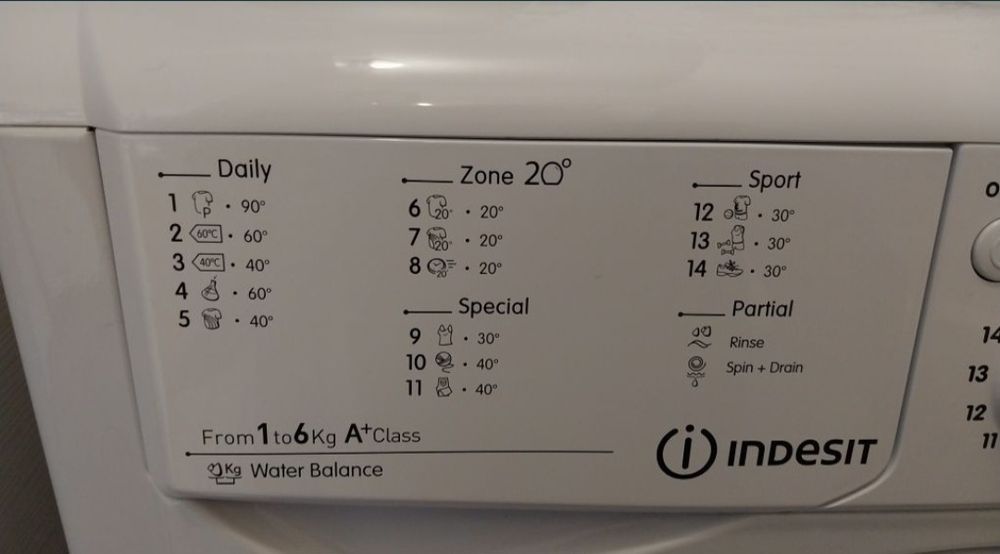 Daily
1 P · 90°
2 60°C · 60°
3 40°C · 40°
4 · 60°
5 · 40°
Zone 20°
6 20° · 20°
7 20° · 20°
8 20° · 20°
Special
9 · 30°
10 · 40°
11 · 40°
Sport
12 · 30°
13 · 30°
14 · 30°
Partial
Rinse
Spin + Drain
From 1 to 6 Kg A+ Class
Kg Water Balance
i INDESIT
14
13
12
11